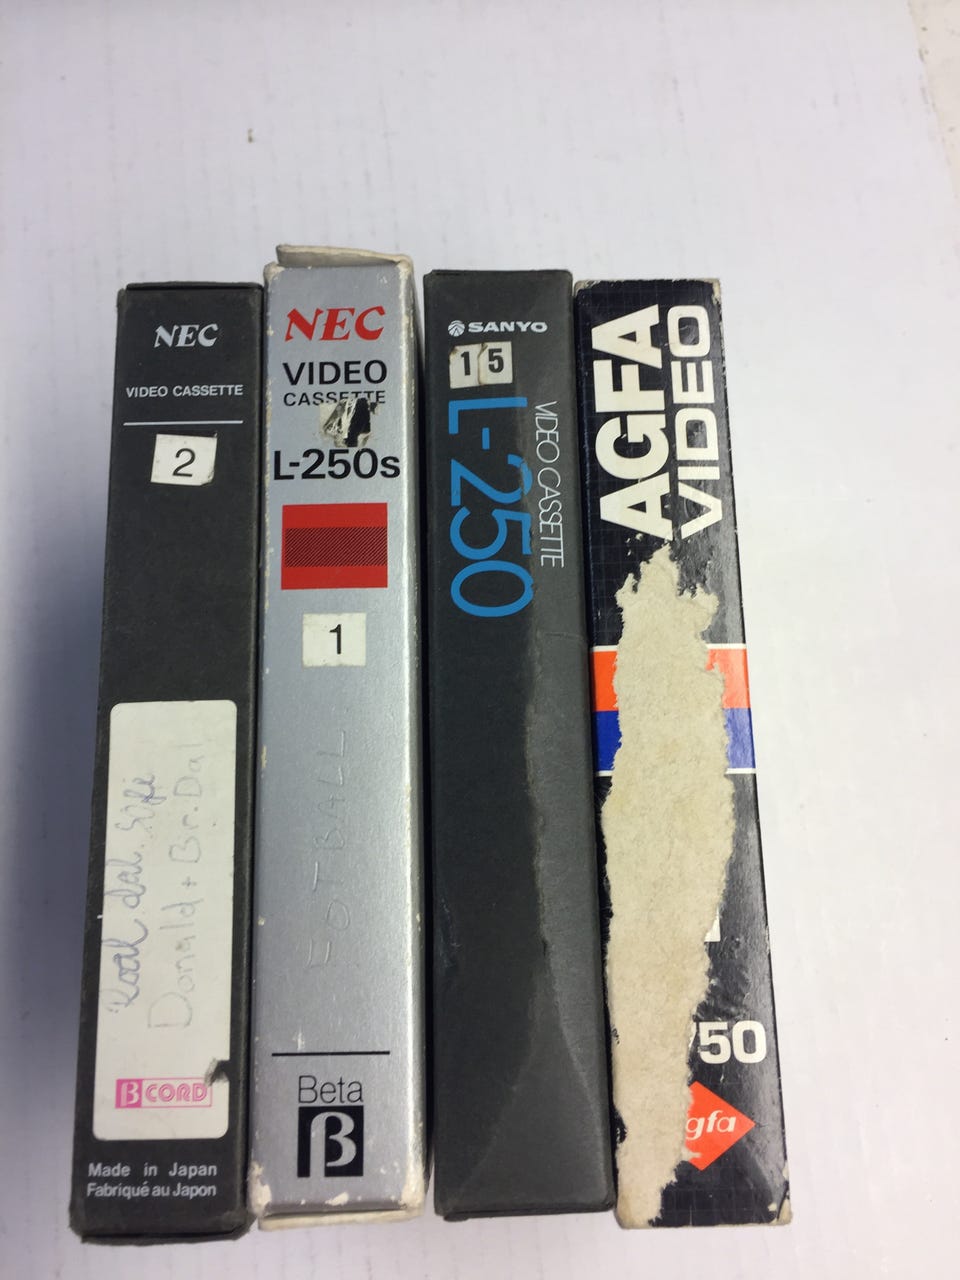 NEC
VIDEO CASSETTE
2
Donald + Br. Dal
B CORD
Made in Japan
Fabriqué au Japon
NEC
VIDEO
CASSETTE
L-250s
1
FOTBALL
Beta
β
SANYO
15
L-250
VIDEO CASSETTE
AGFA
VIDEO
750
gfa